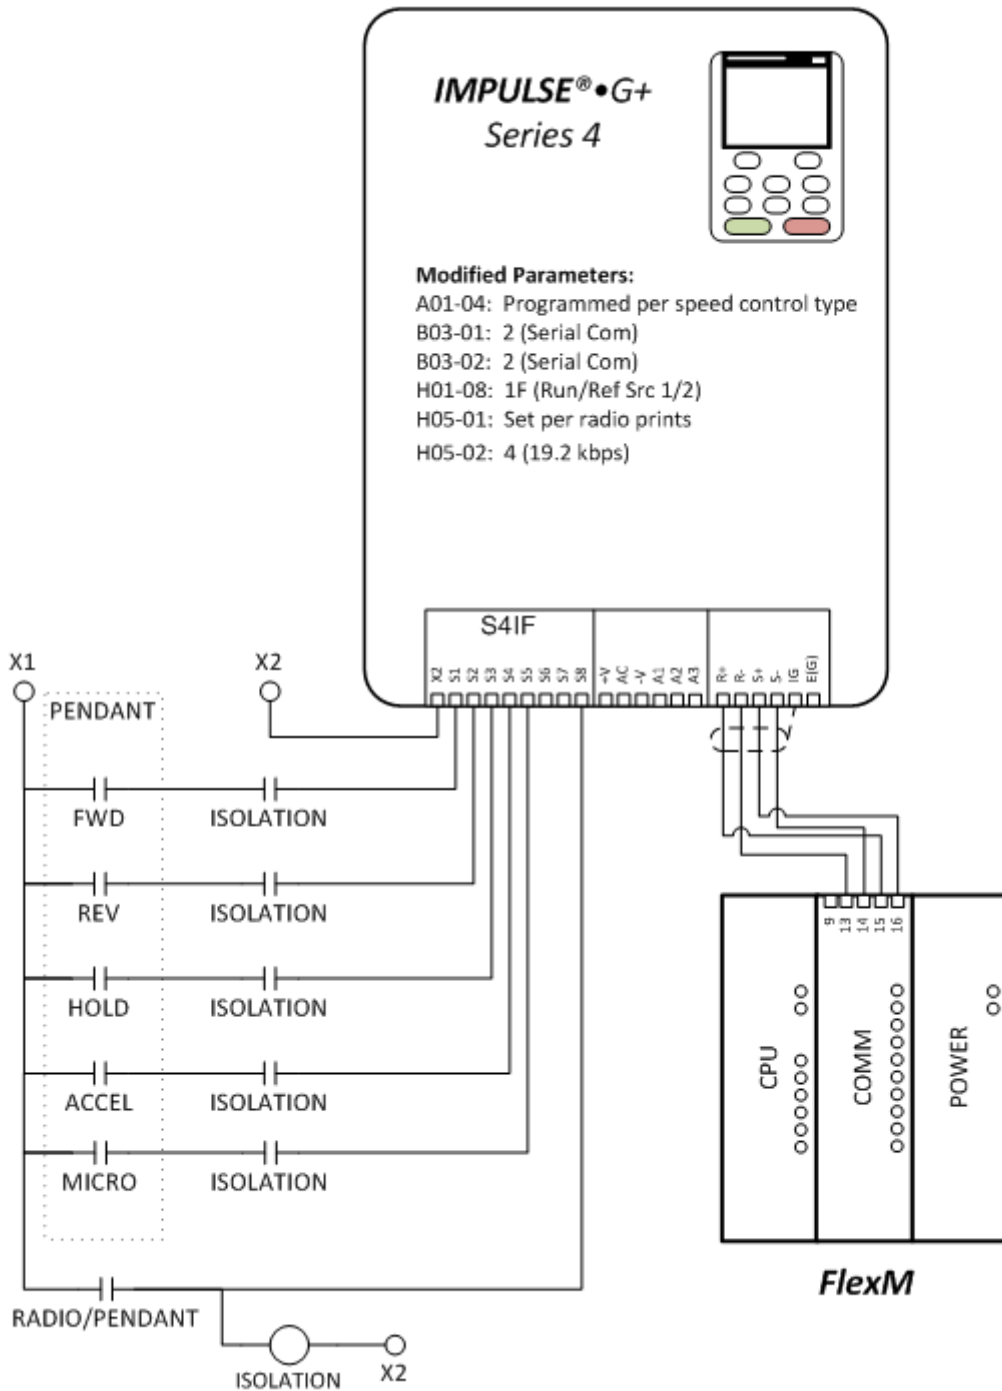 IMPULSE®•G+
Series 4
Modified Parameters:
A01-04: Programmed per speed control type
B03-01: 2 (Serial Com)
B03-02: 2 (Serial Com)
H01-08: 1F (Run/Ref Src 1/2)
H05-01: Set per radio prints
H05-02: 4 (19.2 kbps)
S4IF
X2 S1 S2 S3 S4 S5 S6 S7 S8
+V AC -V A1 A2 A3
R+ R- S+ S- IG E(G)
X1
X2
PENDANT
FWD
ISOLATION
REV
ISOLATION
HOLD
ISOLATION
ACCEL
ISOLATION
MICRO
ISOLATION
RADIO/PENDANT
ISOLATION
X2
9 13 14 15 16
CPU
COMM
POWER
FlexM